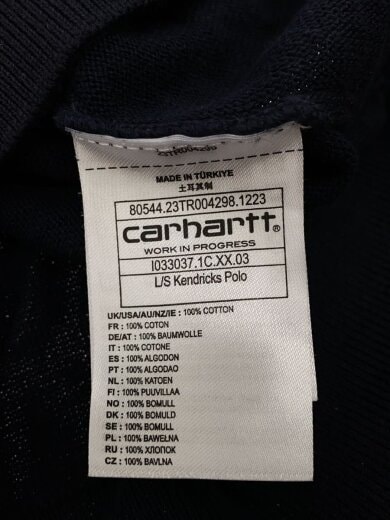 23TR004298
MADE IN TÜRKIYE
土耳其制
80544.23TR004298.1223
carhartt®
WORK IN PROGRESS
I033037.1C.XX.03
L/S Kendricks Polo
UK/USA/AU/NZ/IE : 100% COTTON
FR : 100% COTON
DE/AT : 100% BAUMWOLLE
IT : 100% COTONE
ES : 100% ALGODON
PT : 100% ALGODAO
NL : 100% KATOEN
FI : 100% PUUVILLAA
NO : 100% BOMULL
DK : 100% BOMULD
SE : 100% BOMULL
PL : 100% BAWEŁNA
RU : 100% ХЛОПОК
CZ : 100% BAVLNA